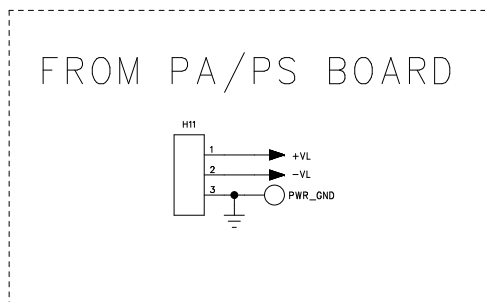 FROM PA/PS BOARD
H11
1
+VL
2
-VL
3
PWR_GND